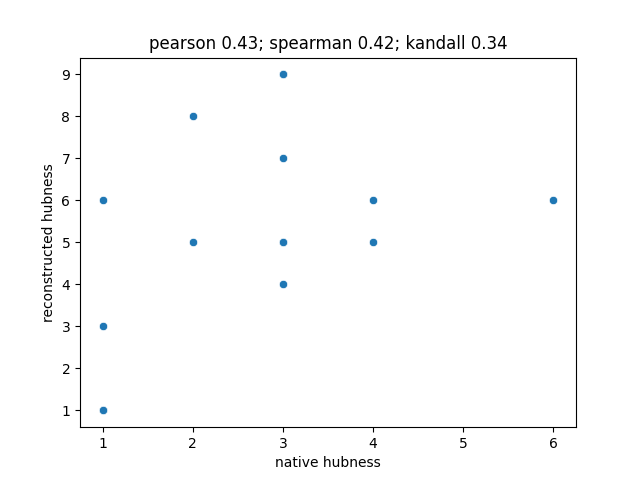 pearson 0.43; spearman 0.42; kandall 0.34
9
8
7
6
5
4
3
2
1
reconstructed hubness
1 2 3 4 5 6
native hubness